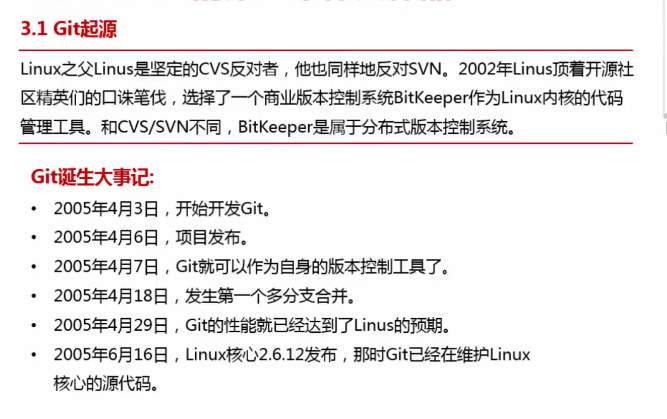 3.1 Git起源
Linux之父Linus是坚定的CVS反对者，他也同样地反对SVN。2002年Linus顶着开源社
区精英们的口诛笔伐，选择了一个商业版本控制系统BitKeeper作为Linux内核的代码
管理工具。和CVS/SVN不同，BitKeeper是属于分布式版本控制系统。
Git诞生大事记:
• 2005年4月3日，开始开发Git。
• 2005年4月6日，项目发布。
• 2005年4月7日，Git就可以作为自身的版本控制工具了。
• 2005年4月18日，发生第一个多分支合并。
• 2005年4月29日，Git的性能就已经达到了Linus的预期。
• 2005年6月16日，Linux核心2.6.12发布，那时Git已经在维护Linux
核心的源代码。